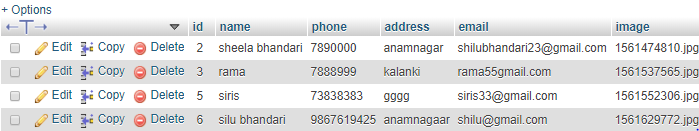 + Options
←T→ id name phone address email image
Edit Copy Delete 2 sheela bhandari 7890000 anamnagar shilubhandari23@gmail.com 1561474810.jpg
Edit Copy Delete 3 rama 7888999 kalanki rama55gmail.com 1561537565.jpg
Edit Copy Delete 5 siris 73838383 gggg siris33@gmail.com 1561552306.jpg
Edit Copy Delete 6 silu bhandari 9867619425 anamnagaar shilu@gmail.com 1561629772.jpg